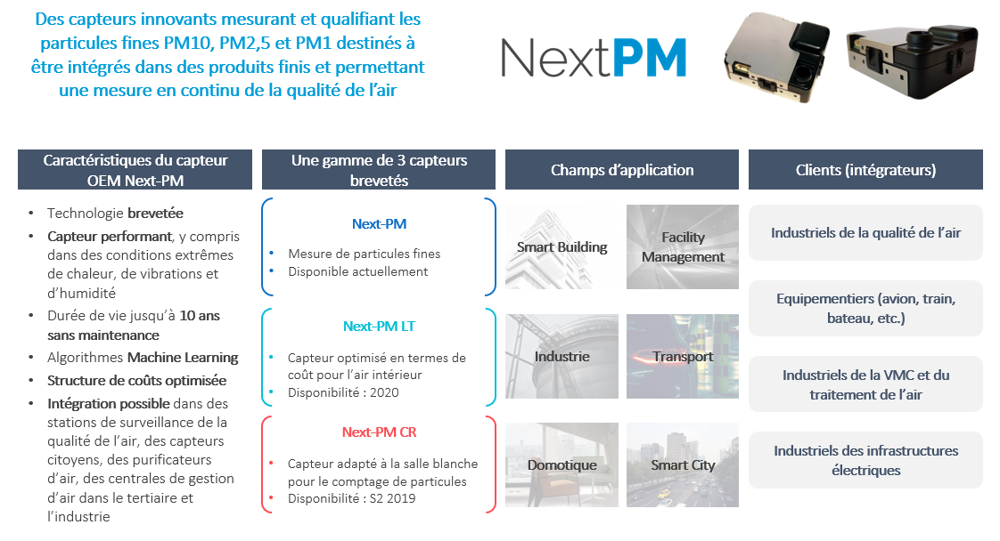 Des capteurs innovants mesurant et qualifiant les
particules fines PM10, PM2,5 et PM1 destinés à
être intégrés dans des produits finis et permettant
une mesure en continu de la qualité de l'air
NextPM
Caractéristiques du capteur
OEM Next-PM
• Technologie brevetée
• Capteur performant, y compris
dans des conditions extrêmes
de chaleur, de vibrations et
d'humidité
• Durée de vie jusqu'à 10 ans
sans maintenance
• Algorithmes Machine Learning
• Structure de coûts optimisée
• Intégration possible dans des
stations de surveillance de la
qualité de l'air, des capteurs
citoyens, des purificateurs
d'air, des centrales de gestion
d'air dans le tertiaire et
l'industrie
Une gamme de 3 capteurs
brevetés
Next-PM
• Mesure de particules fines
• Disponible actuellement
Next-PM LT
• Capteur optimisé en termes de
coût pour l'air intérieur
• Disponibilité : 2020
Next-PM CR
• Capteur adapté à la salle blanche
pour le comptage de particules
• Disponibilité : S2 2019
Champs d'application
Smart Building
Facility
Management
Industrie
Transport
Domotique
Smart City
Clients (intégrateurs)
Industriels de la qualité de l'air
Equipementiers (avion, train,
bateau, etc.)
Industriels de la VMC et du
traitement de l'air
Industriels des infrastructures
électriques